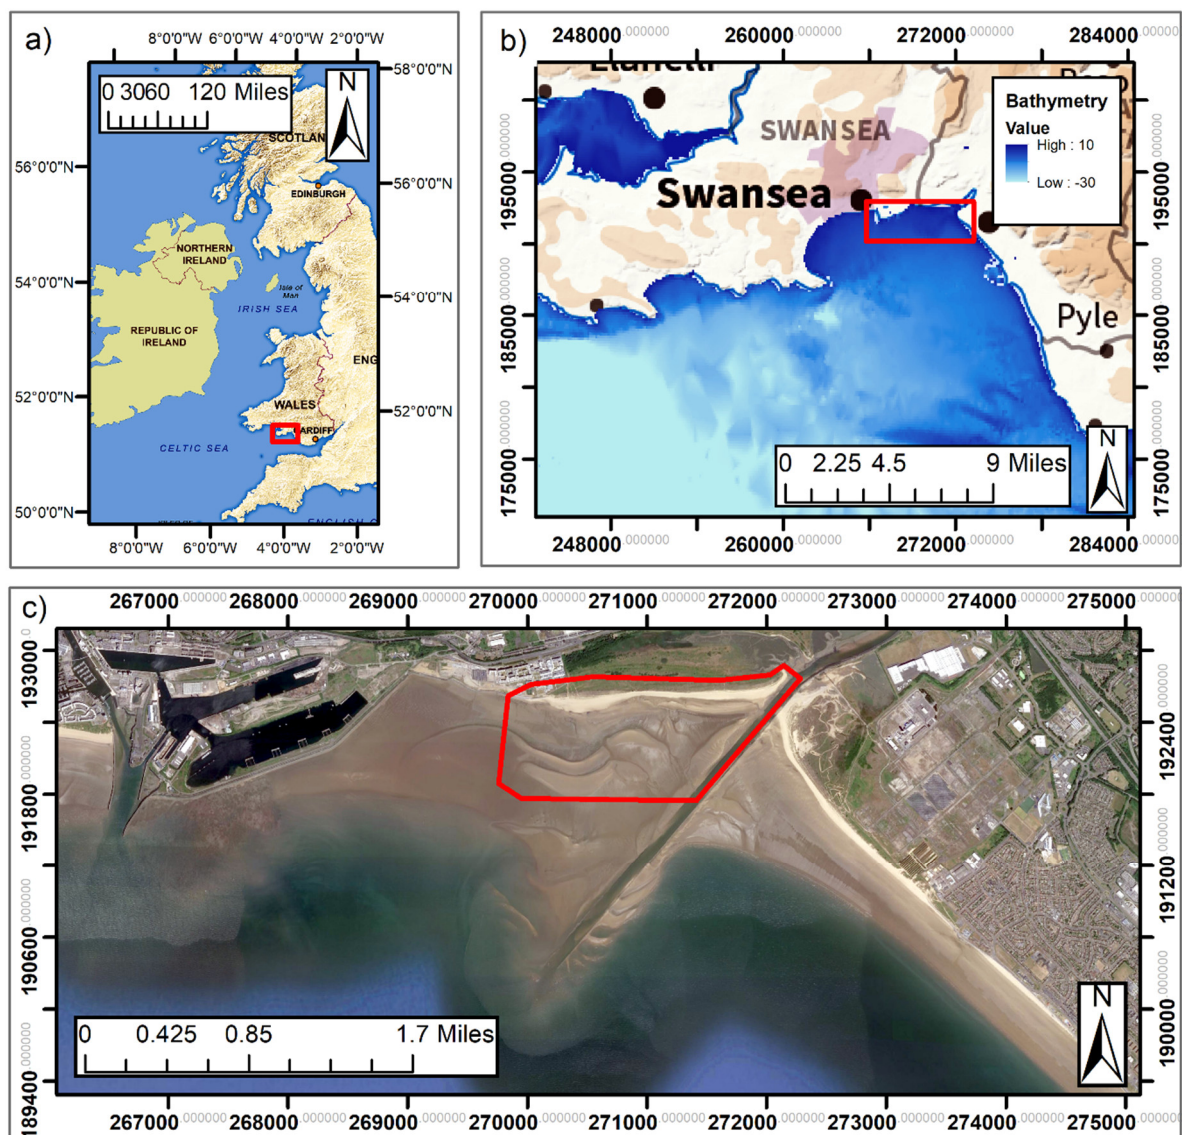 a)
8°0'0"W 6°0'0"W 4°0'0"W 2°0'0"W
58°0'0"N
0 3060 120 Miles
N
SCOTLAN
56°0'0"N
56°0'0"N
EDINBURGH
NORTHERN
IRELAND
54°0'0"N
54°0'0"N
Isle of
Man
IRISH SEA
REPUBLIC OF
IRELAND
ENG
52°0'0"N
52°0'0"N
WALES
CARDIFF
CELTIC SEA
50°0'0"N
ENGLISH C
8°0'0"W 6°0'0"W 4°0'0"W 2°0'0"W
b)
248000.000000 260000.000000 272000.000000 284000.000000
Llanelli
Bathymetry
Value
High : 10
Low : -30
SWANSEA
Swansea
Pyle
195000.000000
195000.000000
185000.000000
185000.000000
175000.000000
175000.000000
0 2.25 4.5 9 Miles
N
248000.000000 260000.000000 272000.000000 284000.000000
c)
267000.000000 268000.000000 269000.000000 270000.000000 271000.000000 272000.000000 273000.000000 274000.000000 275000.000000
193000.0
192400.000000
191800.000000
191200.000000
190600.000000
190000.000000
189400.000000
0 0.425 0.85 1.7 Miles
N
267000.000000 268000.000000 269000.000000 270000.000000 271000.000000 272000.000000 273000.000000 274000.000000 275000.000000